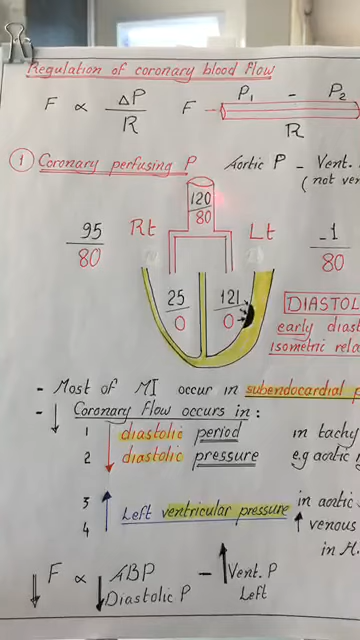 Regulation of coronary blood flow
F ∝ ΔP / R
F
P1 - P2
R
① Coronary perfusing P
Aortic P - Vent.
(not ven
120 / 80
95 / 80
Rt
Lt
-1 / 80
25 / 0
121 / 0
DIASTOL
early diast
isometric rela
- Most of MI occur in subendocardial p
- ↓ Coronary flow occurs in:
1 ↓ diastolic period in tachy
2 diastolic pressure e.g aortic
3 ↑ Left ventricular pressure in aortic
4 ↑ venous
in M.
↓ F ∝ ↓ ABP Diastolic P - ↑ Vent. P Left